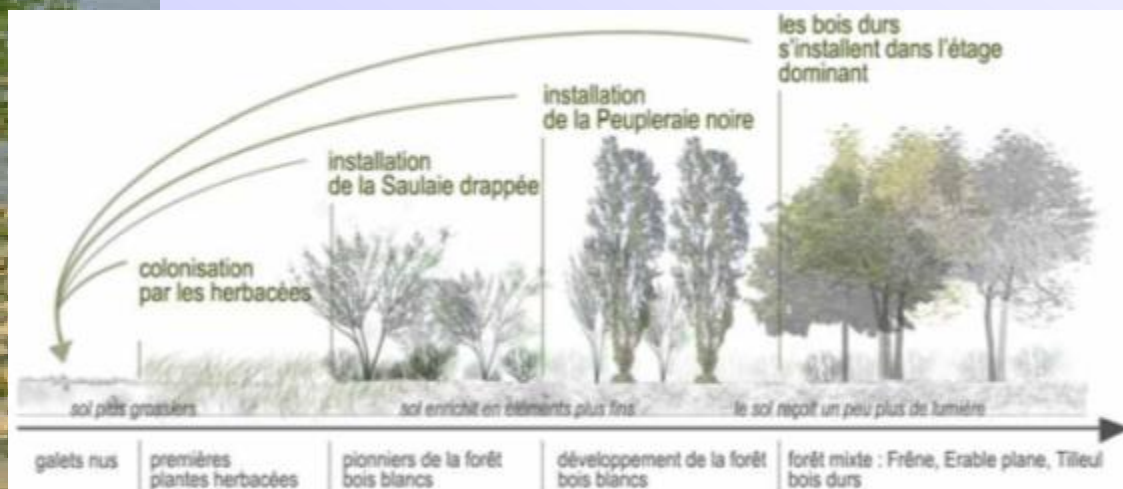 les bois durs
s'installent dans l'étage
dominant
installation
de la Peupleraie noire
installation
de la Saulaie drappée
colonisation
par les herbacées
sol plus grossiers
sol enrichit en éléments plus fins
le sol reçoit un peu plus de lumière
galets nus
premières
plantes herbacées
pionniers de la forêt
bois blancs
développement de la forêt
bois blancs
forêt mixte : Frêne, Erable plane, Tilleul
bois durs